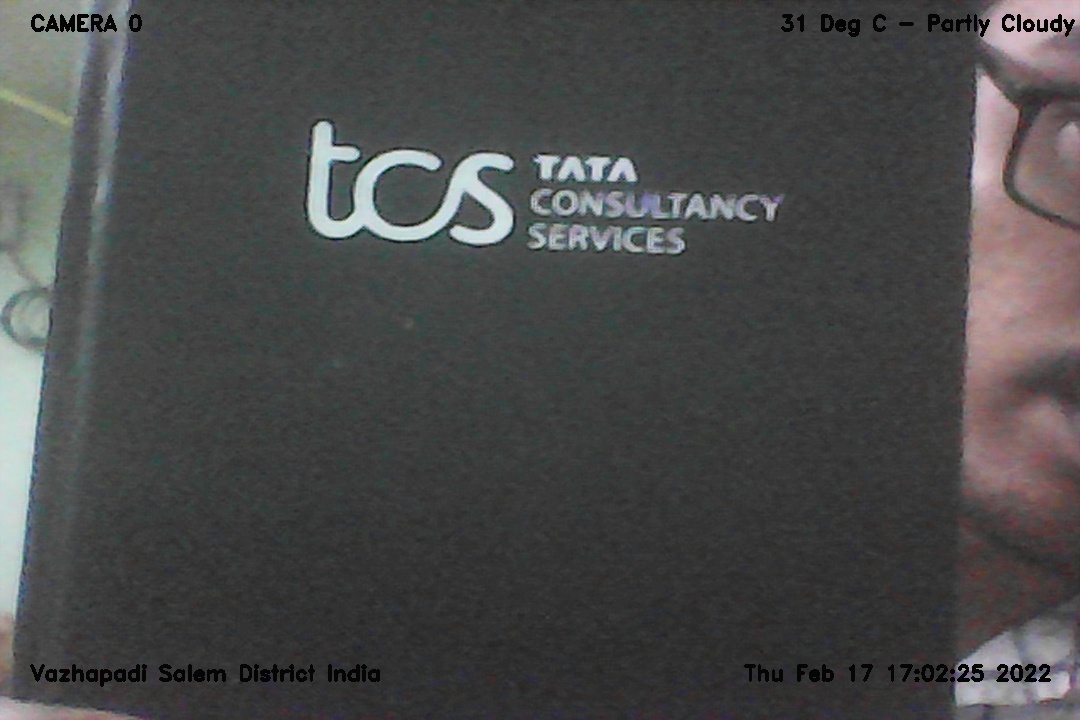 CAMERA 0
31 Deg C - Partly Cloudy
tcs
TATA
CONSULTANCY
SERVICES
Vazhapadi Salem District India
Thu Feb 17 17:02:25 2022